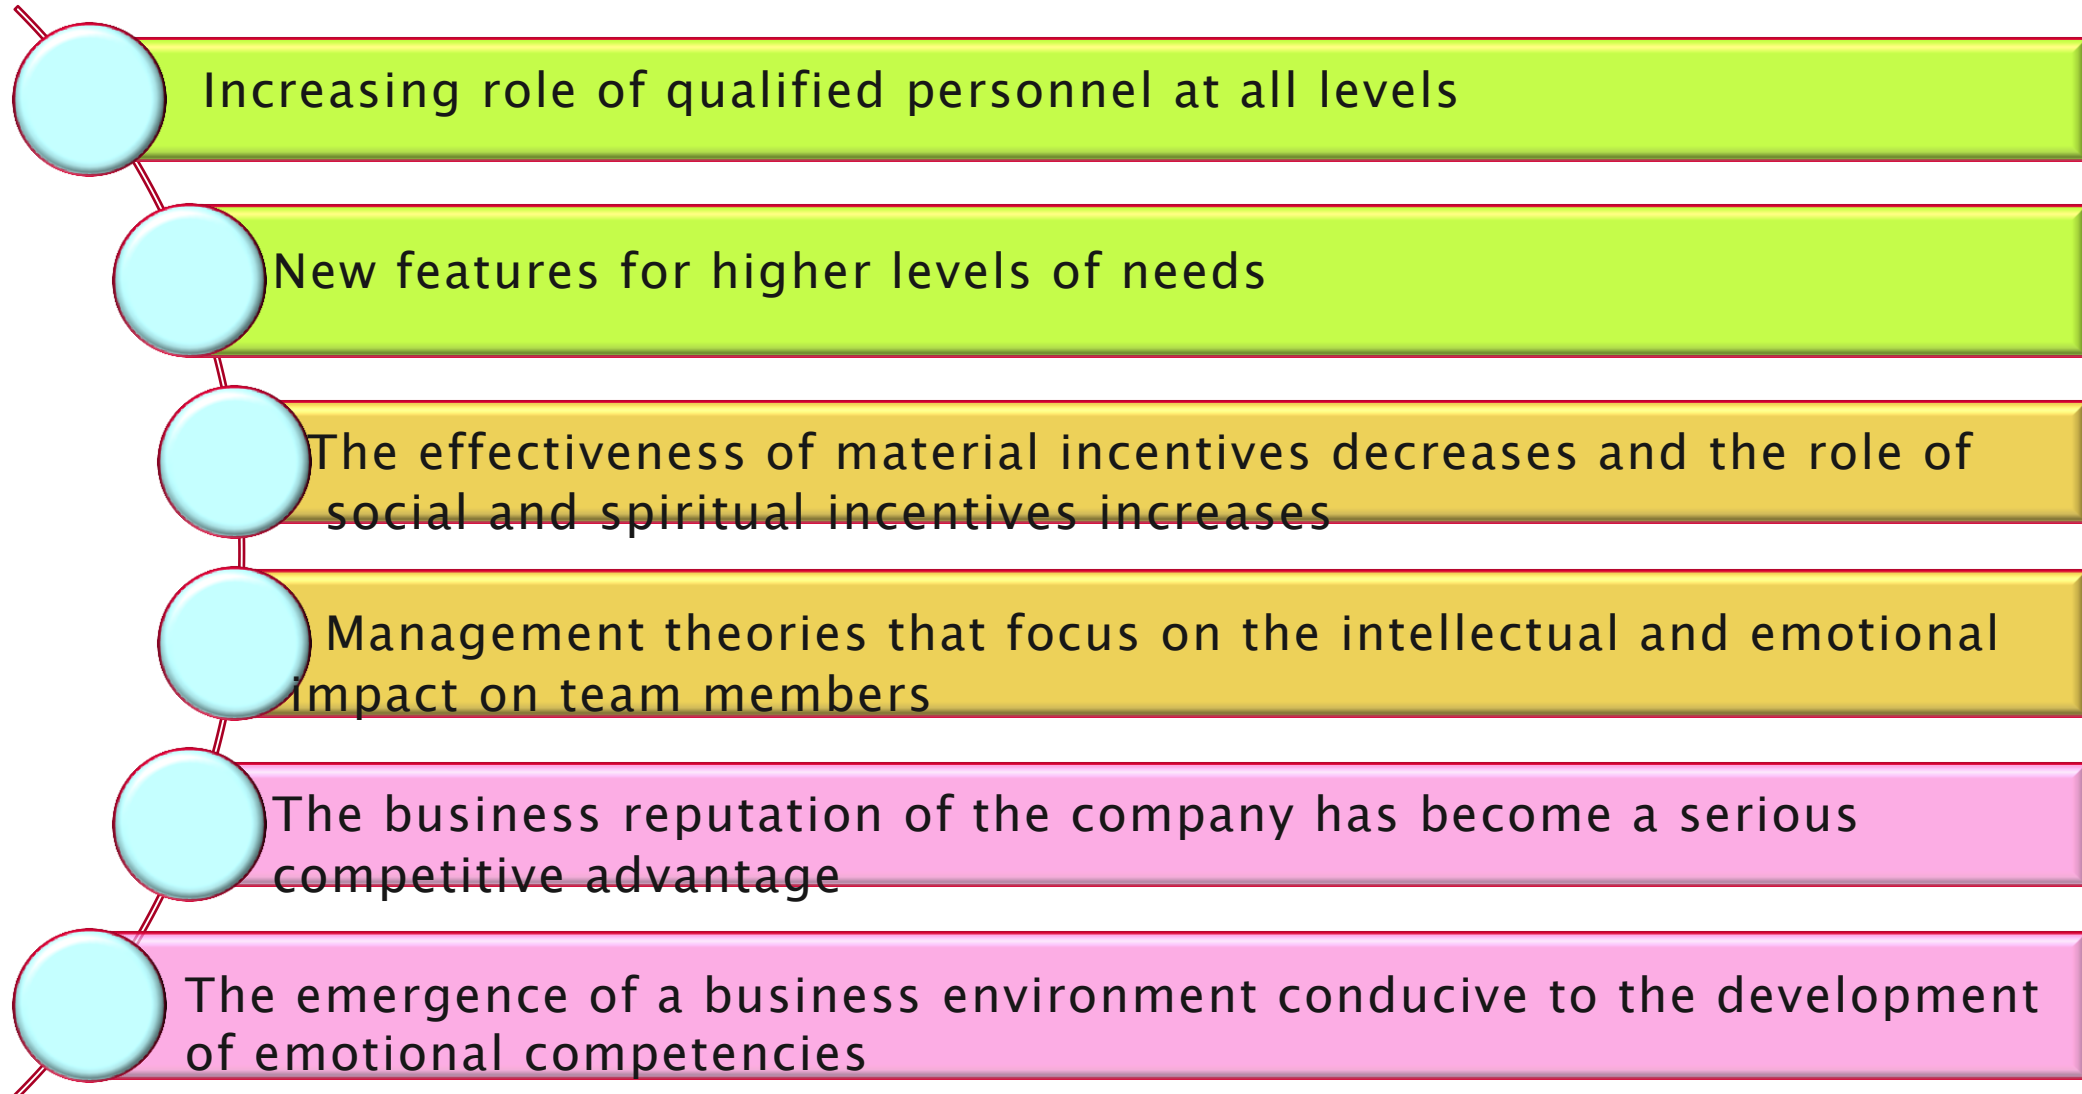 Increasing role of qualified personnel at all levels
New features for higher levels of needs
The effectiveness of material incentives decreases and the role of
social and spiritual incentives increases
Management theories that focus on the intellectual and emotional
impact on team members
The business reputation of the company has become a serious
competitive advantage
The emergence of a business environment conducive to the development
of emotional competencies